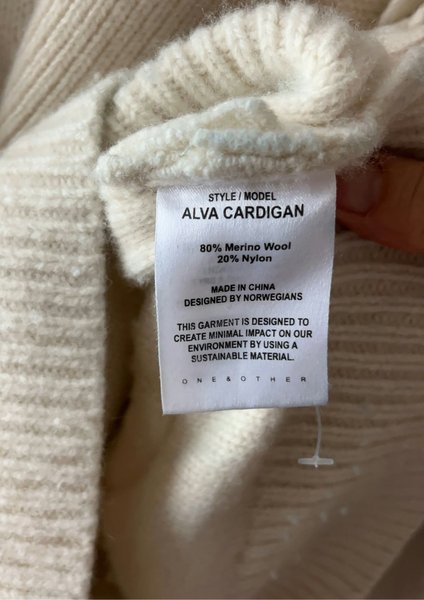 STYLE / MODEL
ALVA CARDIGAN
80% Merino Wool
20% Nylon
MADE IN CHINA
DESIGNED BY NORWEGIANS
THIS GARMENT IS DESIGNED TO
CREATE MINIMAL IMPACT ON OUR
ENVIRONMENT BY USING A
SUSTAINABLE MATERIAL.
ONE & OTHER